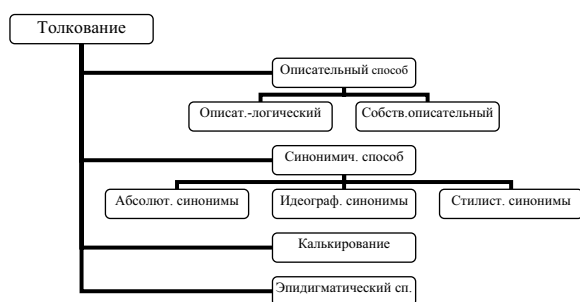 Толкование
Описательный способ
Описат.-логический
Собств.описательный
Синонимич. способ
Абсолют. синонимы
Идеограф. синонимы
Стилист. синонимы
Калькирование
Эпидигматический сп.